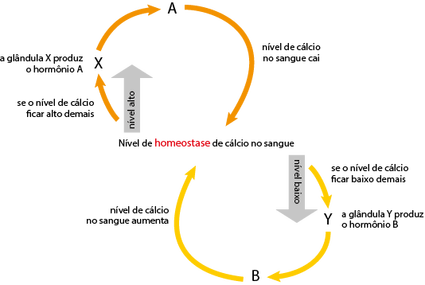 A
nível de cálcio
no sangue cai
a glândula X produz
o hormônio A
X
nível alto
se o nível de cálcio
ficar alto demais
Nível de homeostase de cálcio no sangue
nível baixo
se o nível de cálcio
ficar baixo demais
nível de cálcio
no sangue aumenta
Y
a glândula Y produz
o hormônio B
B